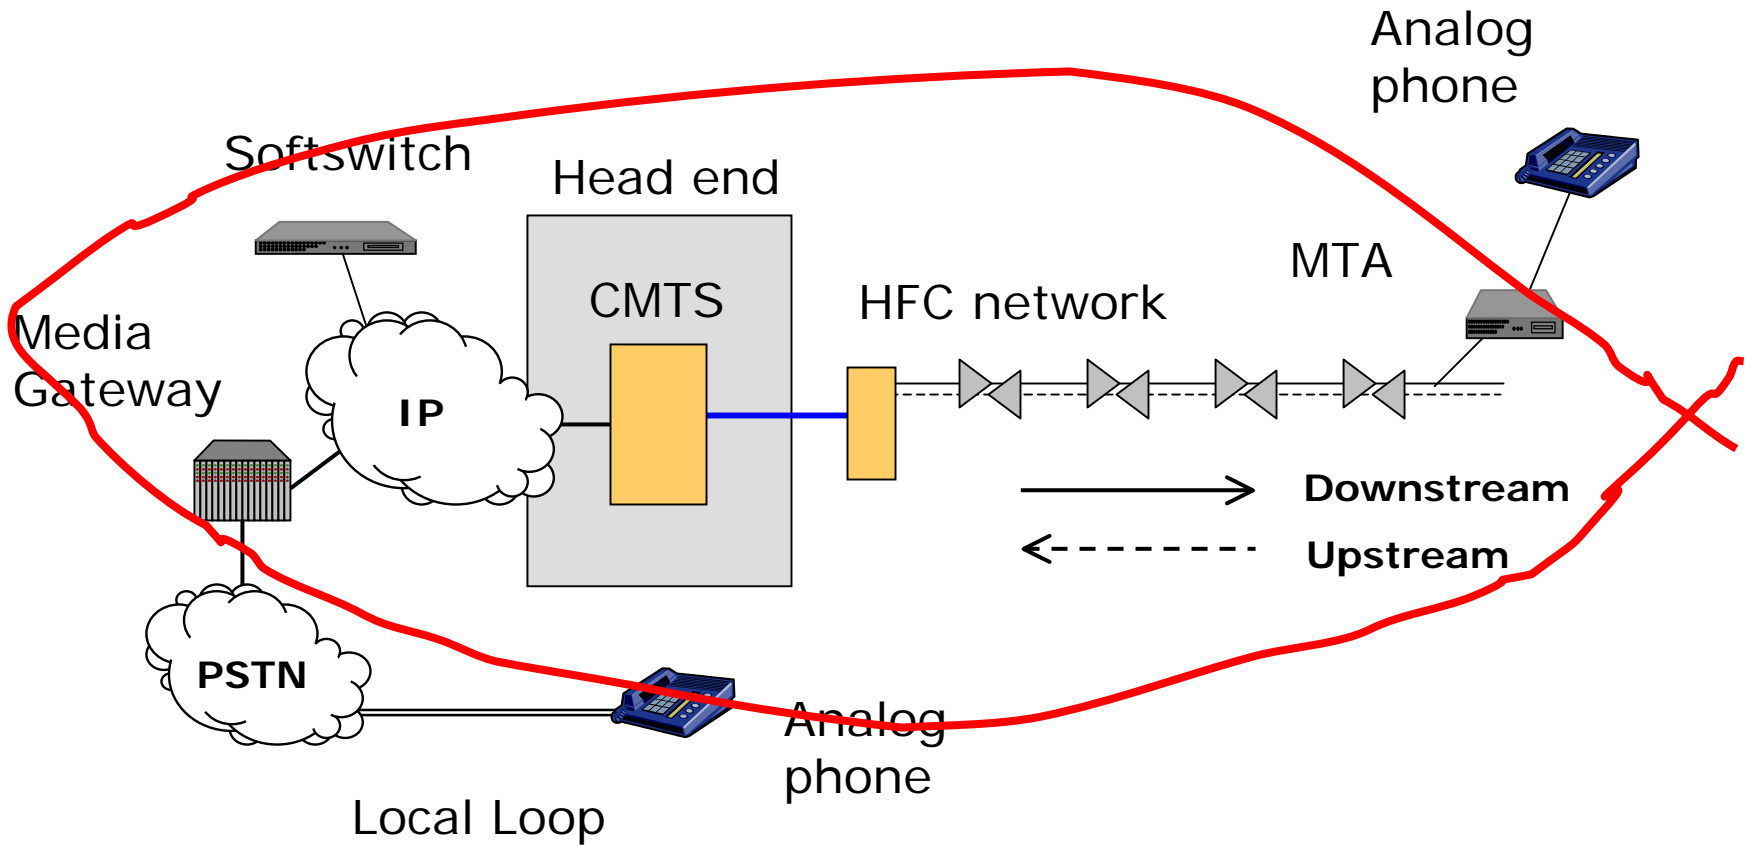 Analog
phone
Softswitch
Head end
MTA
CMTS
HFC network
Media
Gateway
IP
Downstream
Upstream
PSTN
Analog
phone
Local Loop